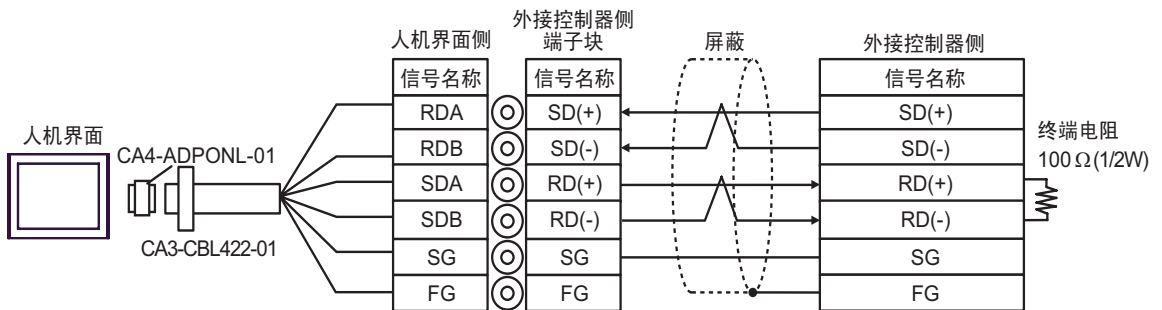 外接控制器侧
人机界面侧 端子块 屏蔽 外接控制器侧
信号名称 信号名称 信号名称
RDA SD(+) SD(+)
人机界面 RDB SD(-) SD(-) 终端电阻
CA4-ADPONL-01 100Ω(1/2W)
SDA RD(+) RD(+)
SDB RD(-) RD(-)
CA3-CBL422-01
SG SG SG
FG FG FG